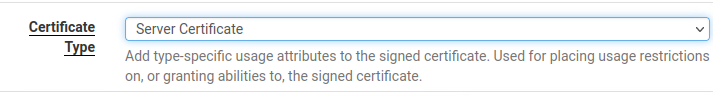 Certificate
Type
Server Certificate
Add type-specific usage attributes to the signed certificate. Used for placing usage restrictions
on, or granting abilities to, the signed certificate.